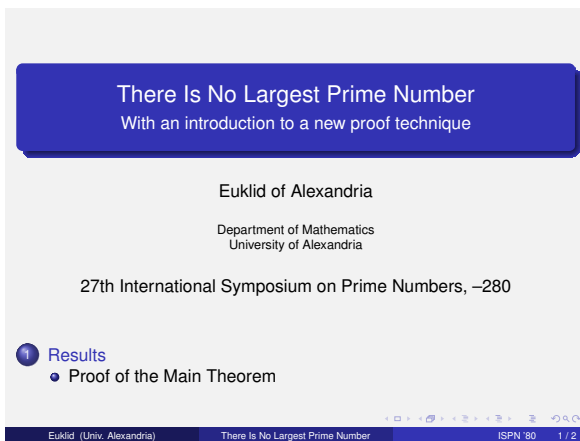 There Is No Largest Prime Number
With an introduction to a new proof technique
Euklid of Alexandria
Department of Mathematics
University of Alexandria
27th International Symposium on Prime Numbers, –280
1 Results
Proof of the Main Theorem
Euklid (Univ. Alexandria) There Is No Largest Prime Number ISPN '80 1 / 2